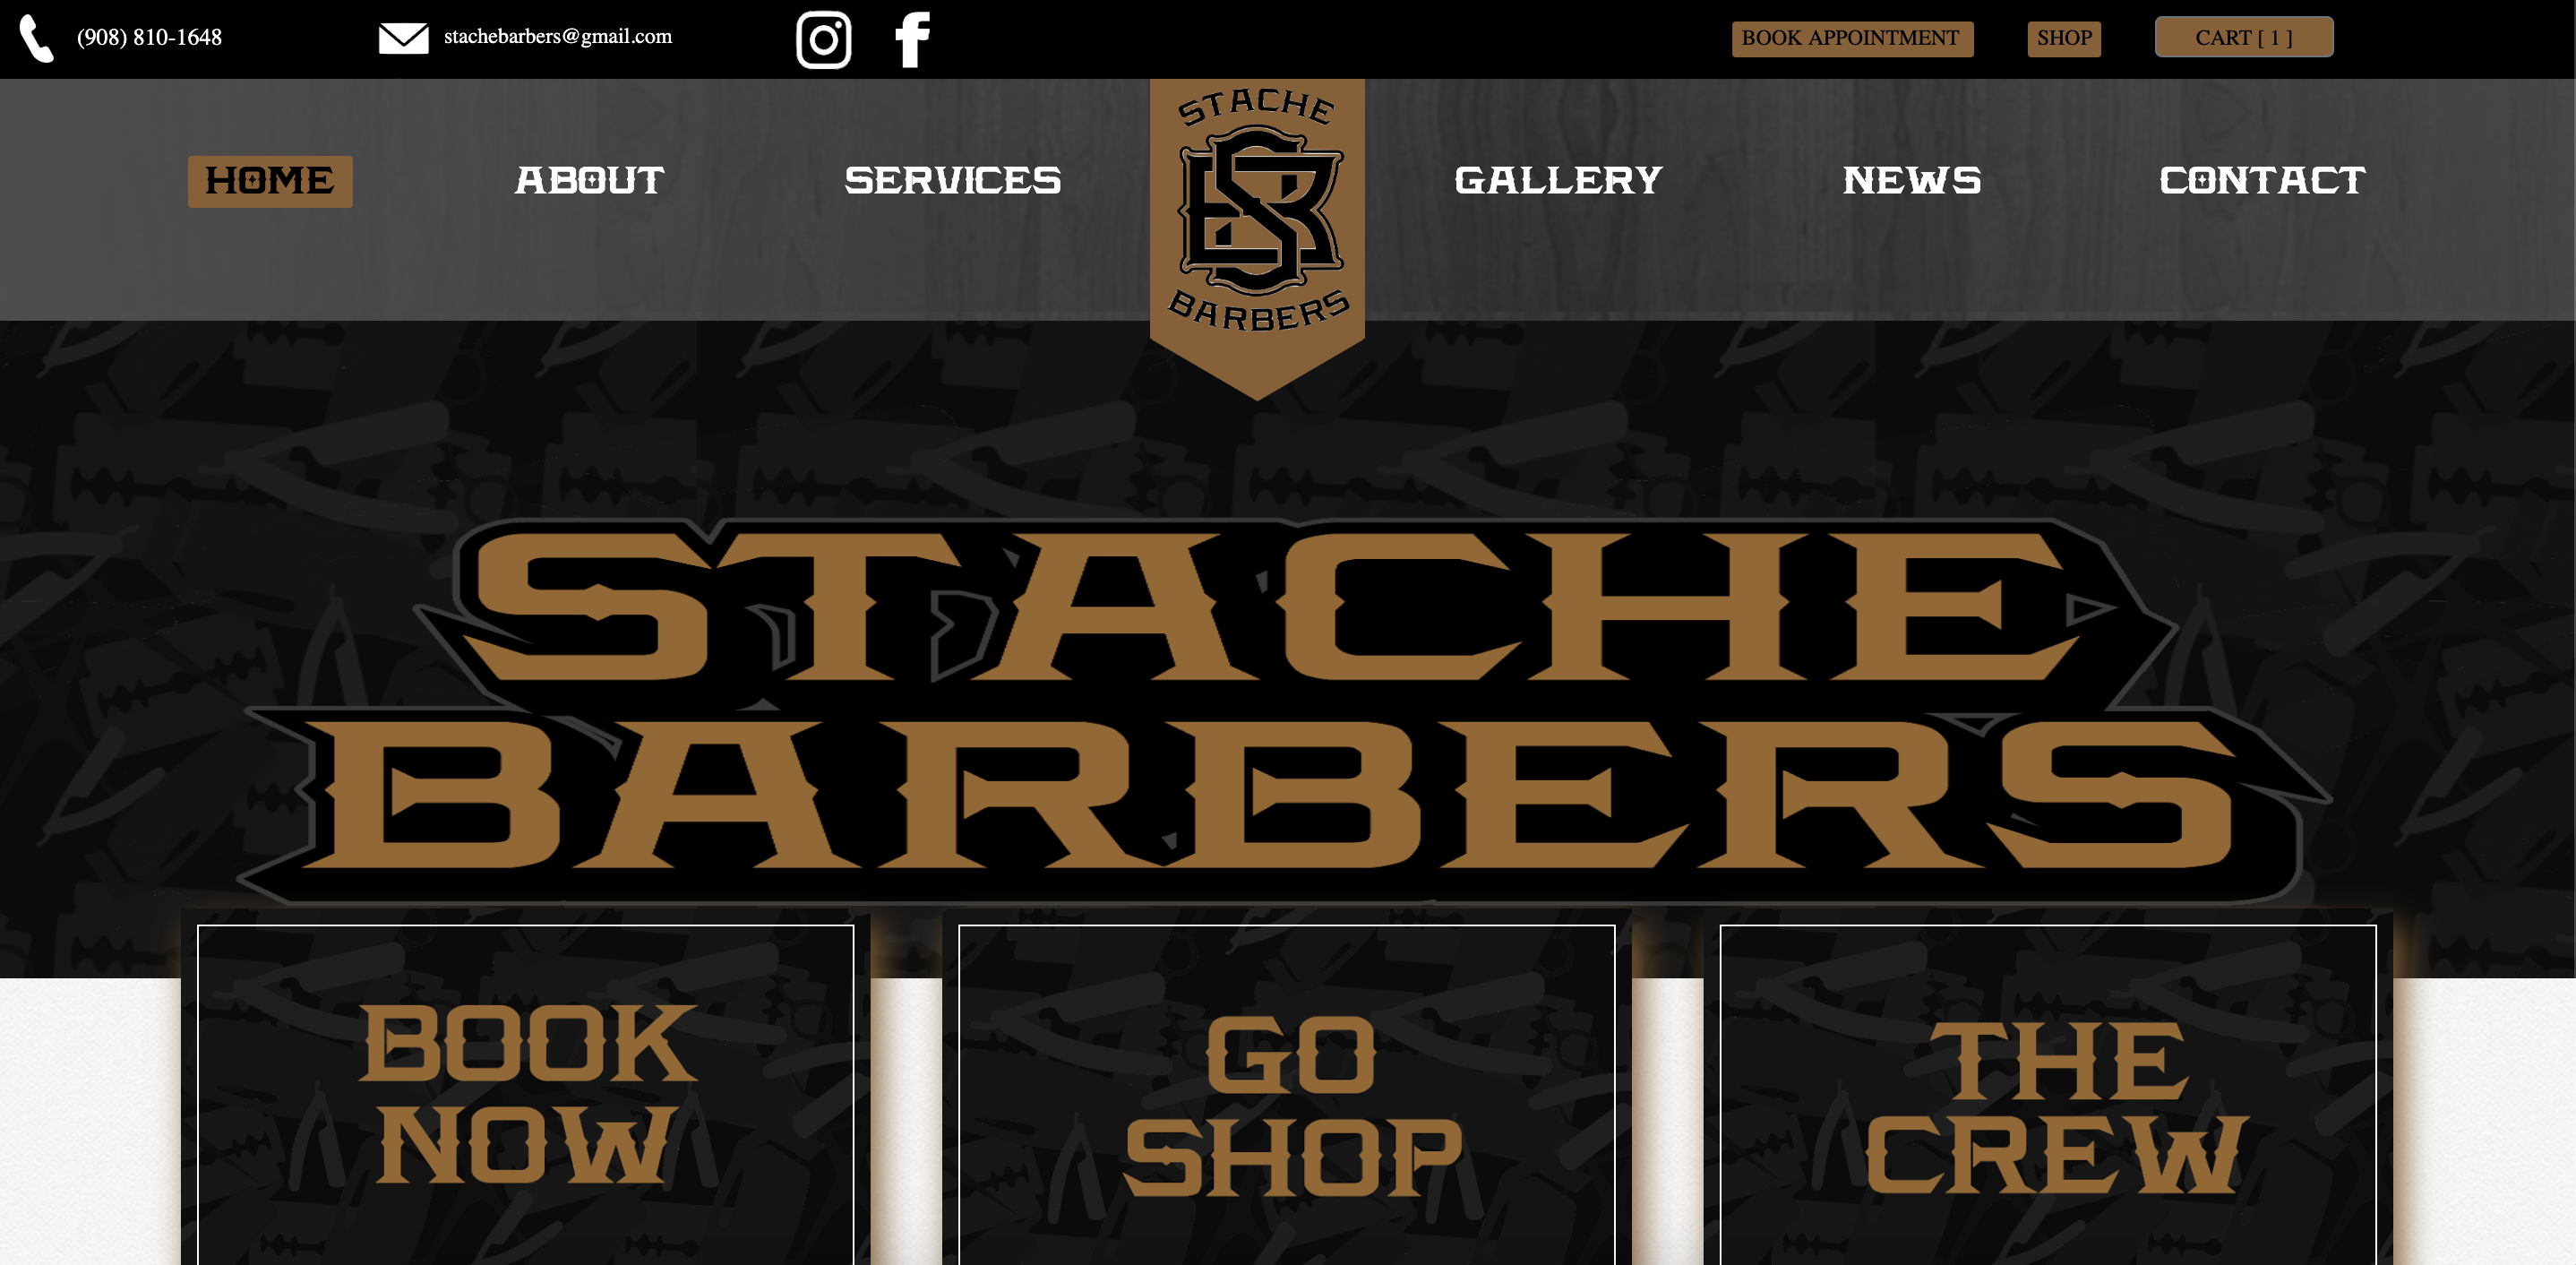 (908) 810-1648
stachebarbers@gmail.com
BOOK APPOINTMENT
SHOP
CART [ 1 ]
HOME
ABOUT
SERVICES
STACHE
SB
BARBERS
GALLERY
NEWS
CONTACT
STACHE
BARBERS
BOOK
NOW
GO
SHOP
THE
CREW